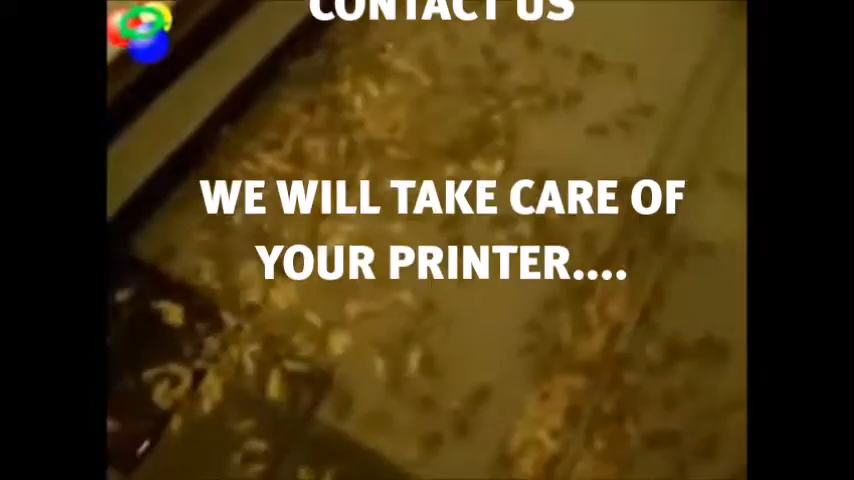 CONTACT US
WE WILL TAKE CARE OF
YOUR PRINTER....